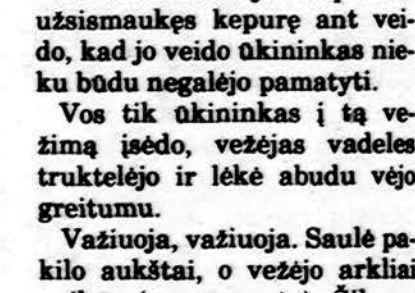 užsismaukęs kepurę ant vei-
do, kad jo veido ūkininkas nie-
ku būdu negalėjo pamatyti.
Vos tik ūkininkas į tą ve-
žimą įsėdo, vežėjas vadeles
truktelėjo ir lėkė abudu vėjo
greitumu.
Važiuoja, važiuoja. Saulė pa-
kilo aukštai, o vežėjo arkliai